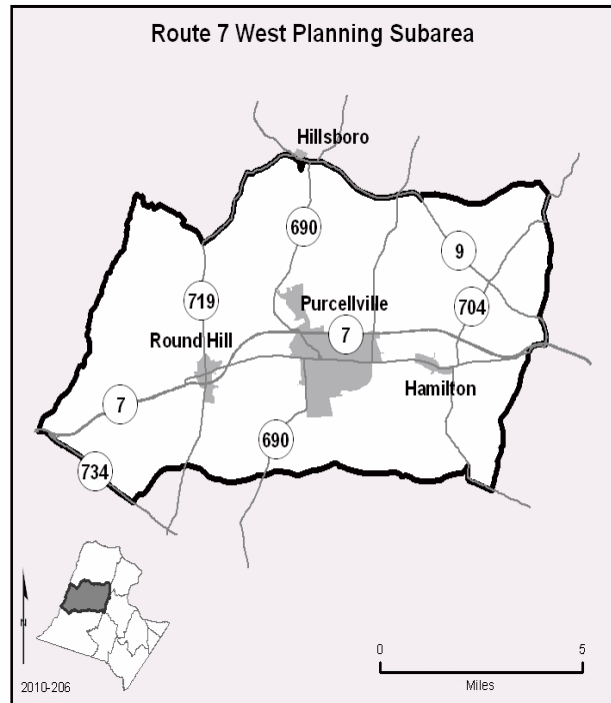 Route 7 West Planning Subarea
Hillsboro
690
9
719
Purcellville
704
Round Hill
7
Hamilton
7
690
734
N
0 5
Miles
2010-206